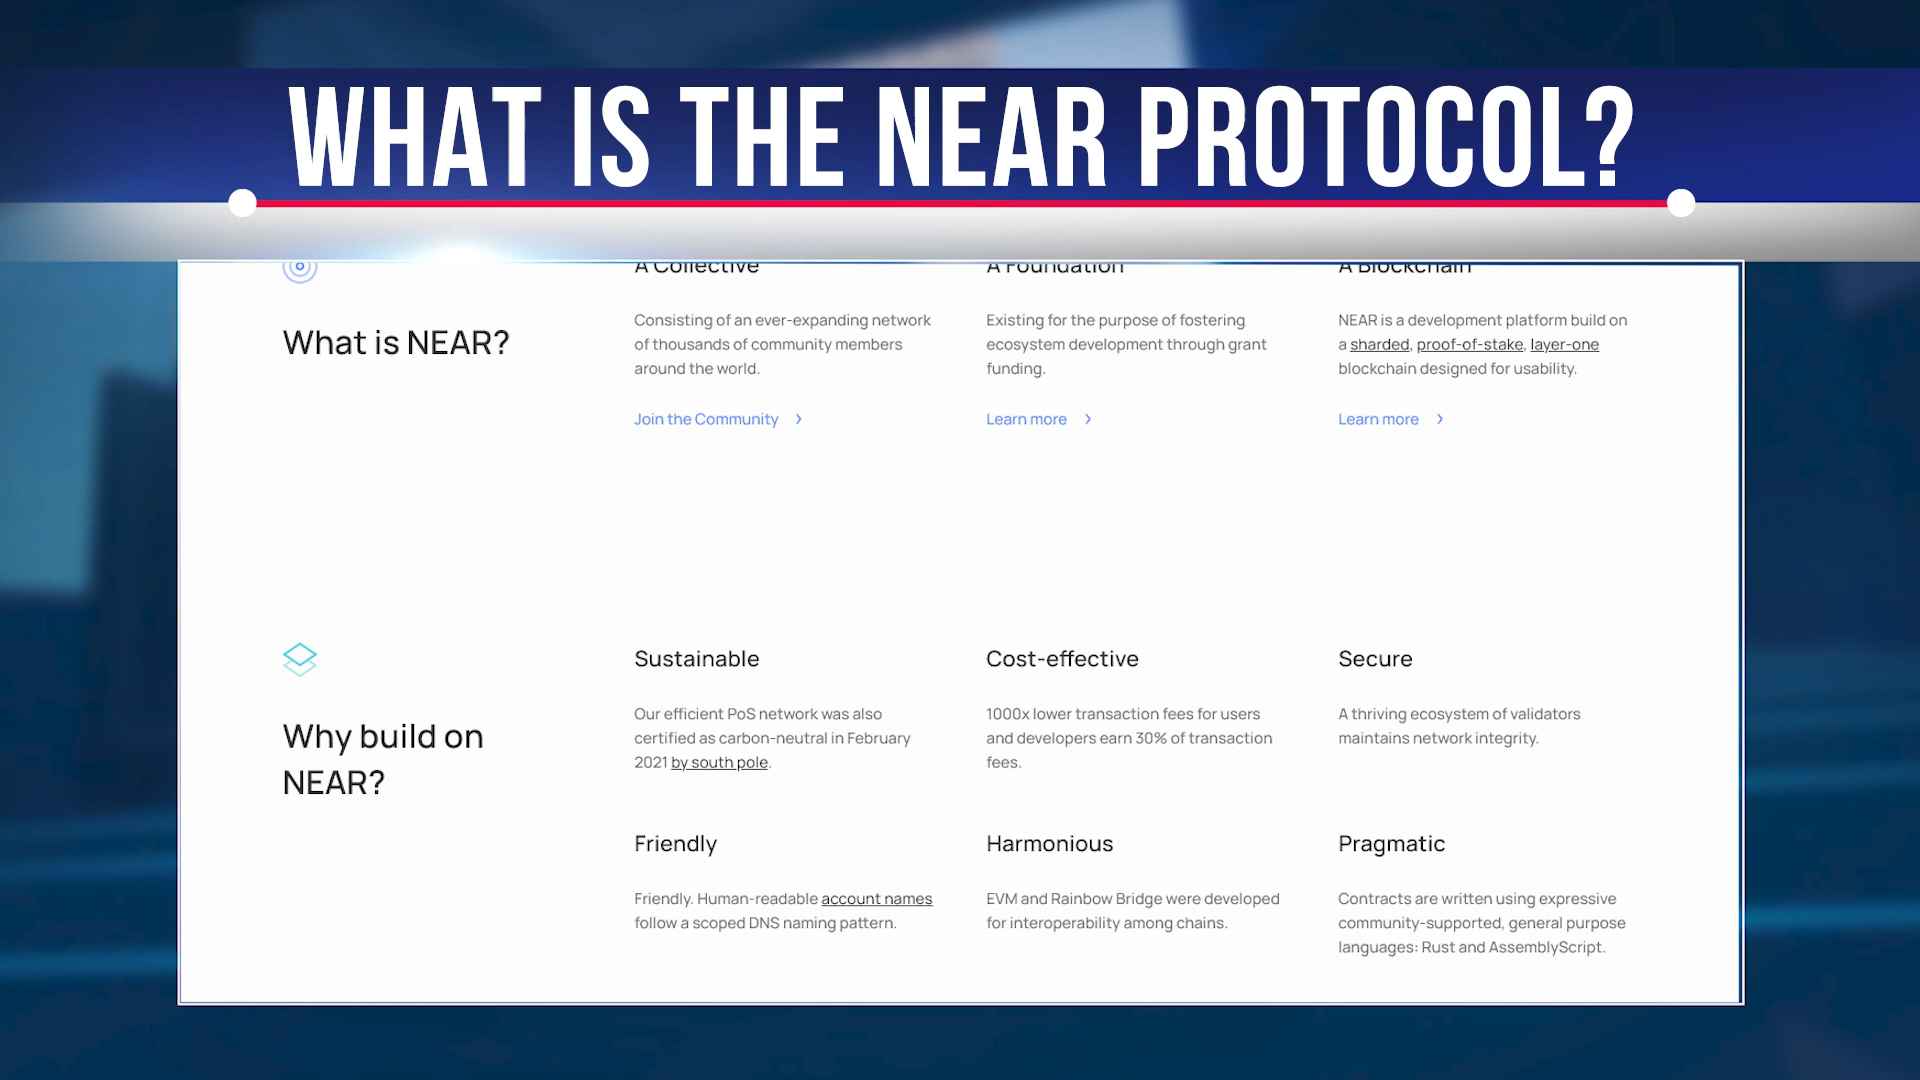 WHAT IS THE NEAR PROTOCOL?
What is NEAR?
A Collective
Consisting of an ever-expanding network
of thousands of community members
around the world.
Join the Community
A Foundation
Existing for the purpose of fostering
ecosystem development through grant
funding.
Learn more
A Blockchain
NEAR is a development platform build on
a sharded, proof-of-stake, layer-one
blockchain designed for usability.
Learn more
Why build on
NEAR?
Sustainable
Our efficient PoS network was also
certified as carbon-neutral in February
2021 by south pole.
Cost-effective
1000x lower transaction fees for users
and developers earn 30% of transaction
fees.
Secure
A thriving ecosystem of validators
maintains network integrity.
Friendly
Friendly. Human-readable account names
follow a scoped DNS naming pattern.
Harmonious
EVM and Rainbow Bridge were developed
for interoperability among chains.
Pragmatic
Contracts are written using expressive
community-supported, general purpose
languages: Rust and AssemblyScript.